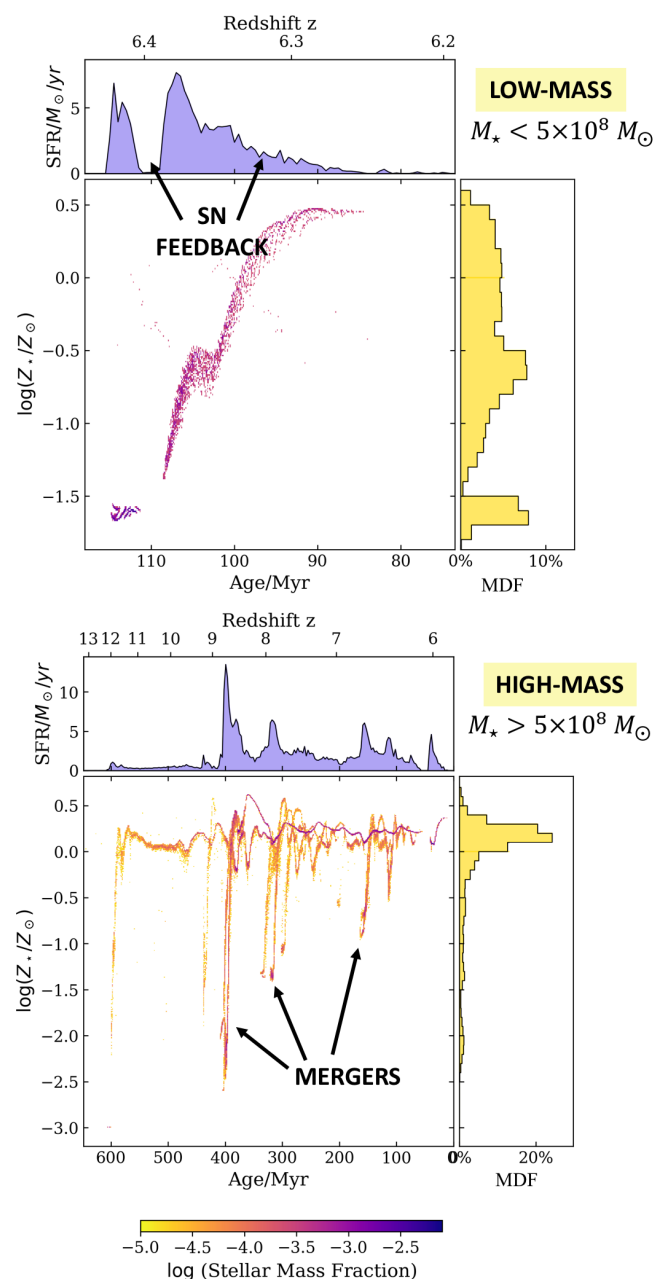 Redshift z
6.4 6.3 6.2
SFR/M⊙/yr
5
0
LOW-MASS
M⋆ < 5×10⁸ M⊙
SN
FEEDBACK
log(Z⋆/Z⊙)
0.5
0.0
−0.5
−1.0
−1.5
110 100 90 80
Age/Myr
0% 10%
MDF
Redshift z
13 12 11 10 9 8 7 6
SFR/M⊙/yr
10
5
0
HIGH-MASS
M⋆ > 5×10⁸ M⊙
log(Z⋆/Z⊙)
0.5
0.0
−0.5
−1.0
−1.5
−2.0
−2.5
−3.0
MERGERS
600 500 400 300 200 100 0
Age/Myr
0% 20%
MDF
−5.0 −4.5 −4.0 −3.5 −3.0 −2.5
log (Stellar Mass Fraction)